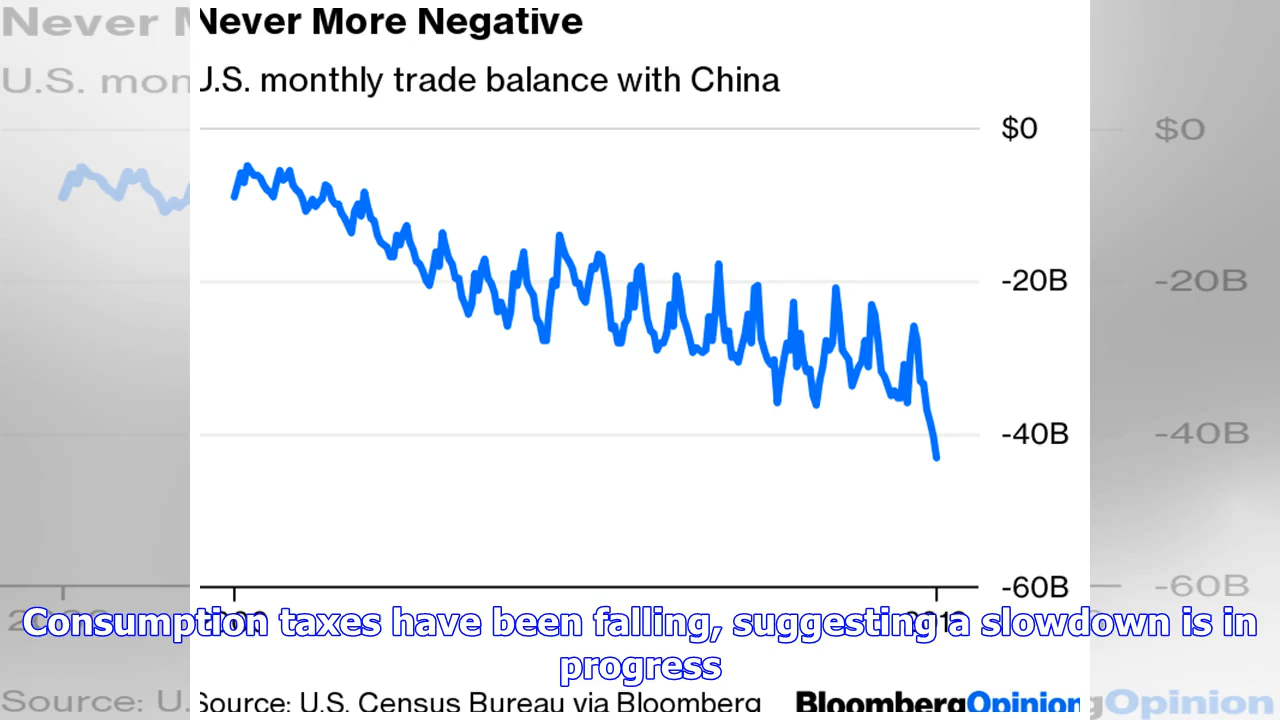 Never More Negative
U.S. monthly trade balance with China
$0
-20B
-40B
-60B
Consumption taxes have been falling, suggesting a slowdown is in
progress
Source: U.S. Census Bureau via Bloomberg
BloombergOpinion